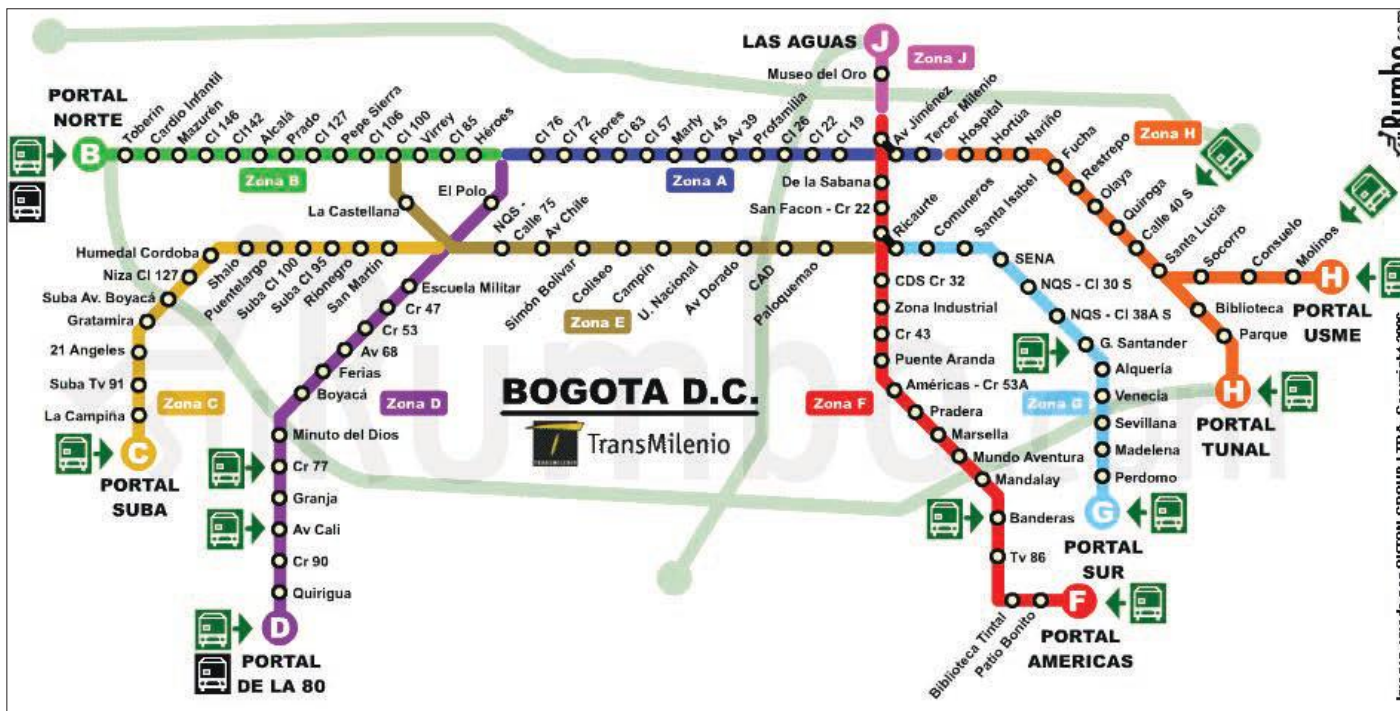 LAS AGUAS
J
Zona J
Museo del Oro
PORTAL
NORTE
B
Toberín
Cardio Infantil
Mazurén
Cl 146
Cl142
Alcalá
Prado
Cl 127
Pepe Sierra
Cl 106
Cl 100
Virrey
Cl 85
Héroes
Cl 76
Cl 72
Flores
Cl 63
Cl 57
Marly
Cl 45
Av 39
Profamilia
Cl 26
Cl 22
Cl 19
Av Jiménez
Tercer Milenio
Hospital
Hortúa
Nariño
Zona H
Fucha
Restrepo
Olaya
Quiroga
Calle 40 S
Santa Lucia
Socorro
Consuelo
Molinos
H
PORTAL
USME
Biblioteca
Parque
H
PORTAL
TUNAL
Zona B
Zona A
El Polo
La Castellana
De la Sabana
San Facon - Cr 22
Ricaurte
Comuneros
Santa Isabel
NQS -
Calle 75
Av Chile
Simón Bolívar
Coliseo
Campín
U. Nacional
Av Dorado
CAD
Paloquemao
Zona E
Humedal Cordoba
Niza Cl 127
Suba Av. Boyacá
Gratamira
21 Angeles
Suba Tv 91
La Campiña
Shaio
Puentelargo
Suba Cl 100
Suba Cl 95
Rionegro
San Martín
Zona C
C
PORTAL
SUBA
Escuela Militar
Cr 47
Cr 53
Av 68
Ferias
Boyacá
Zona D
Minuto del Dios
Cr 77
Granja
Av Cali
Cr 90
Quirigua
D
PORTAL
DE LA 80
BOGOTA D.C.
TransMilenio
TRANSMILENIO
CDS Cr 32
Zona Industrial
Cr 43
Puente Aranda
Américas - Cr 53A
Zona F
Pradera
Marsella
Mundo Aventura
Mandalay
Banderas
Tv 86
Biblioteca Tintal
Patio Bonito
F
PORTAL
AMERICAS
SENA
NQS - Cl 30 S
NQS - Cl 38A S
G. Santander
Alquería
Venecia
Sevillana
Madelena
Perdomo
Zona G
G
PORTAL
SUR